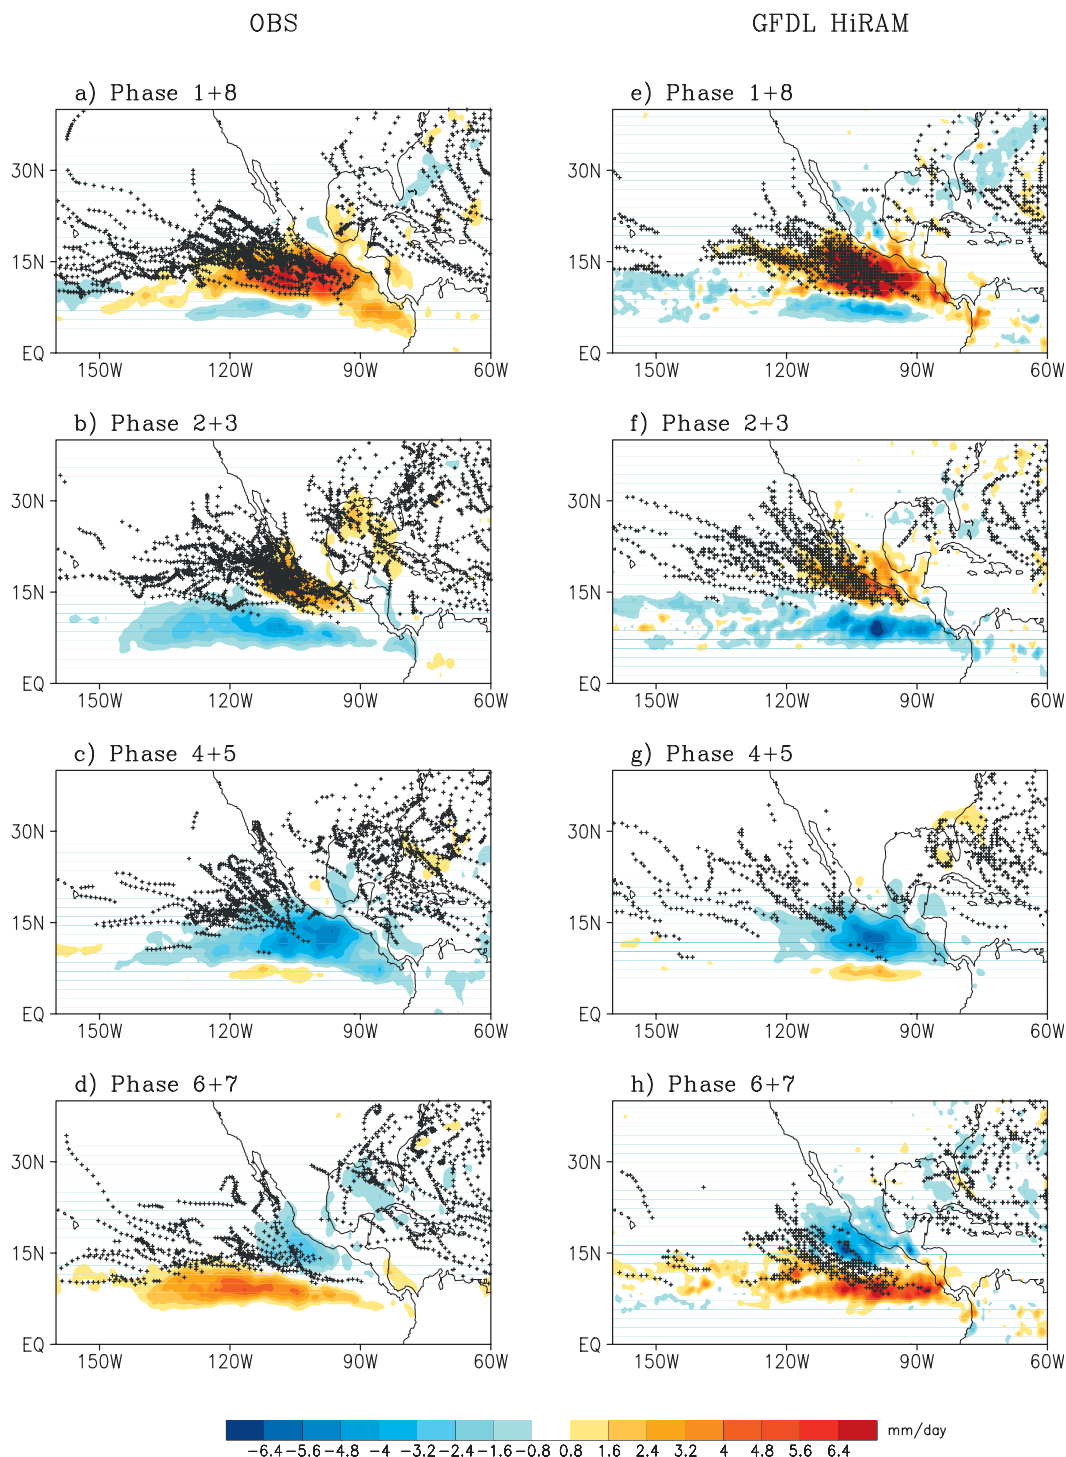 OBS
GFDL HiRAM
a) Phase 1+8
e) Phase 1+8
30N
30N
15N
15N
EQ
EQ
150W 120W 90W 60W
150W 120W 90W 60W
b) Phase 2+3
f) Phase 2+3
30N
30N
15N
15N
EQ
EQ
150W 120W 90W 60W
150W 120W 90W 60W
c) Phase 4+5
g) Phase 4+5
30N
30N
15N
15N
EQ
EQ
150W 120W 90W 60W
150W 120W 90W 60W
d) Phase 6+7
h) Phase 6+7
30N
30N
15N
15N
EQ
EQ
150W 120W 90W 60W
150W 120W 90W 60W
mm/day
-6.4 -5.6 -4.8 -4 -3.2 -2.4 -1.6 -0.8 0.8 1.6 2.4 3.2 4 4.8 5.6 6.4